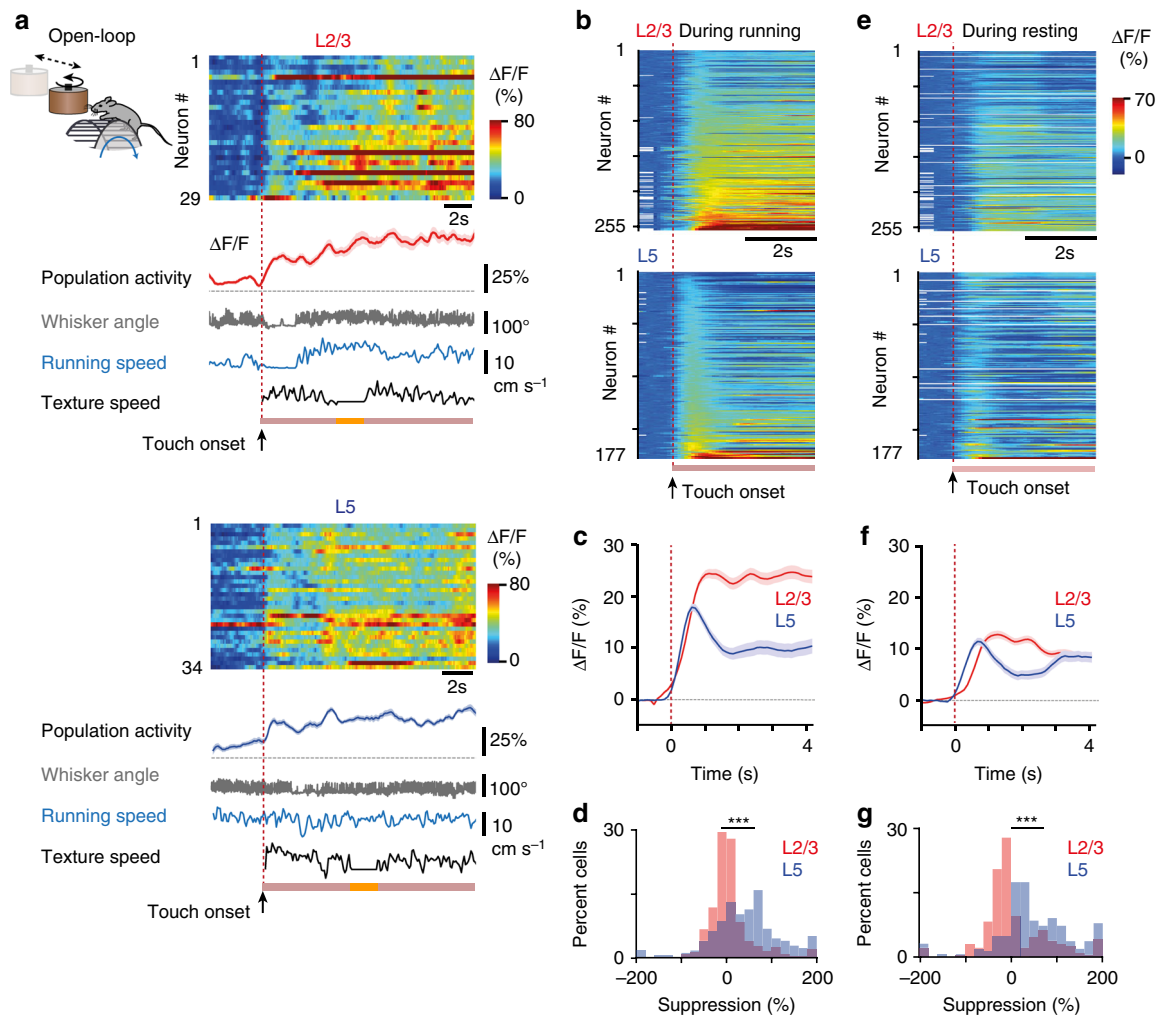 a
Open-loop
L2/3
1
Neuron #
29
ΔF/F
(%)
80
0
2s
ΔF/F
Population activity
25%
Whisker angle
100°
Running speed
10
cm s⁻¹
Texture speed
Touch onset
L5
1
34
ΔF/F
(%)
80
0
2s
Population activity
25%
Whisker angle
100°
Running speed
10
cm s⁻¹
Texture speed
Touch onset
b
L2/3 During running
1
Neuron #
255
2s
L5
1
Neuron #
177
Touch onset
c
30
20
10
0
ΔF/F (%)
L2/3
L5
0
4
Time (s)
d
***
30
0
Percent cells
L2/3
L5
−200
0
200
Suppression (%)
e
L2/3 During resting
1
Neuron #
255
2s
ΔF/F
(%)
70
0
L5
1
Neuron #
177
Touch onset
f
30
20
10
0
ΔF/F (%)
L2/3
L5
0
4
Time (s)
g
***
30
0
Percent cells
L2/3
L5
−200
0
200
Suppression (%)